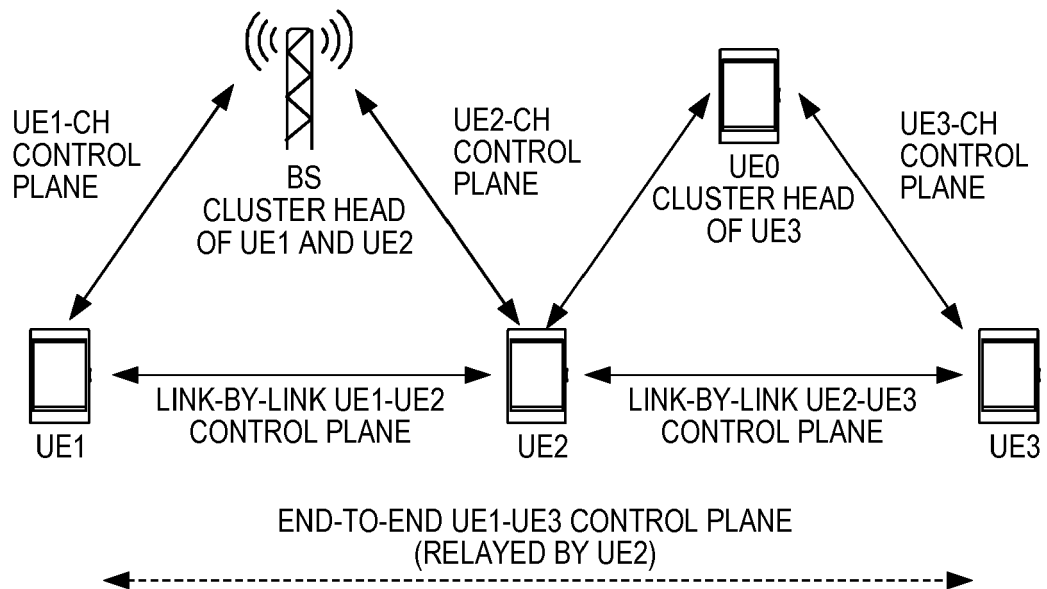 UE1-CH
CONTROL
PLANE
BS
CLUSTER HEAD
OF UE1 AND UE2
UE2-CH
CONTROL
PLANE
UE0
CLUSTER HEAD
OF UE3
UE3-CH
CONTROL
PLANE
UE1
LINK-BY-LINK UE1-UE2
CONTROL PLANE
UE2
LINK-BY-LINK UE2-UE3
CONTROL PLANE
UE3
END-TO-END UE1-UE3 CONTROL PLANE
(RELAYED BY UE2)